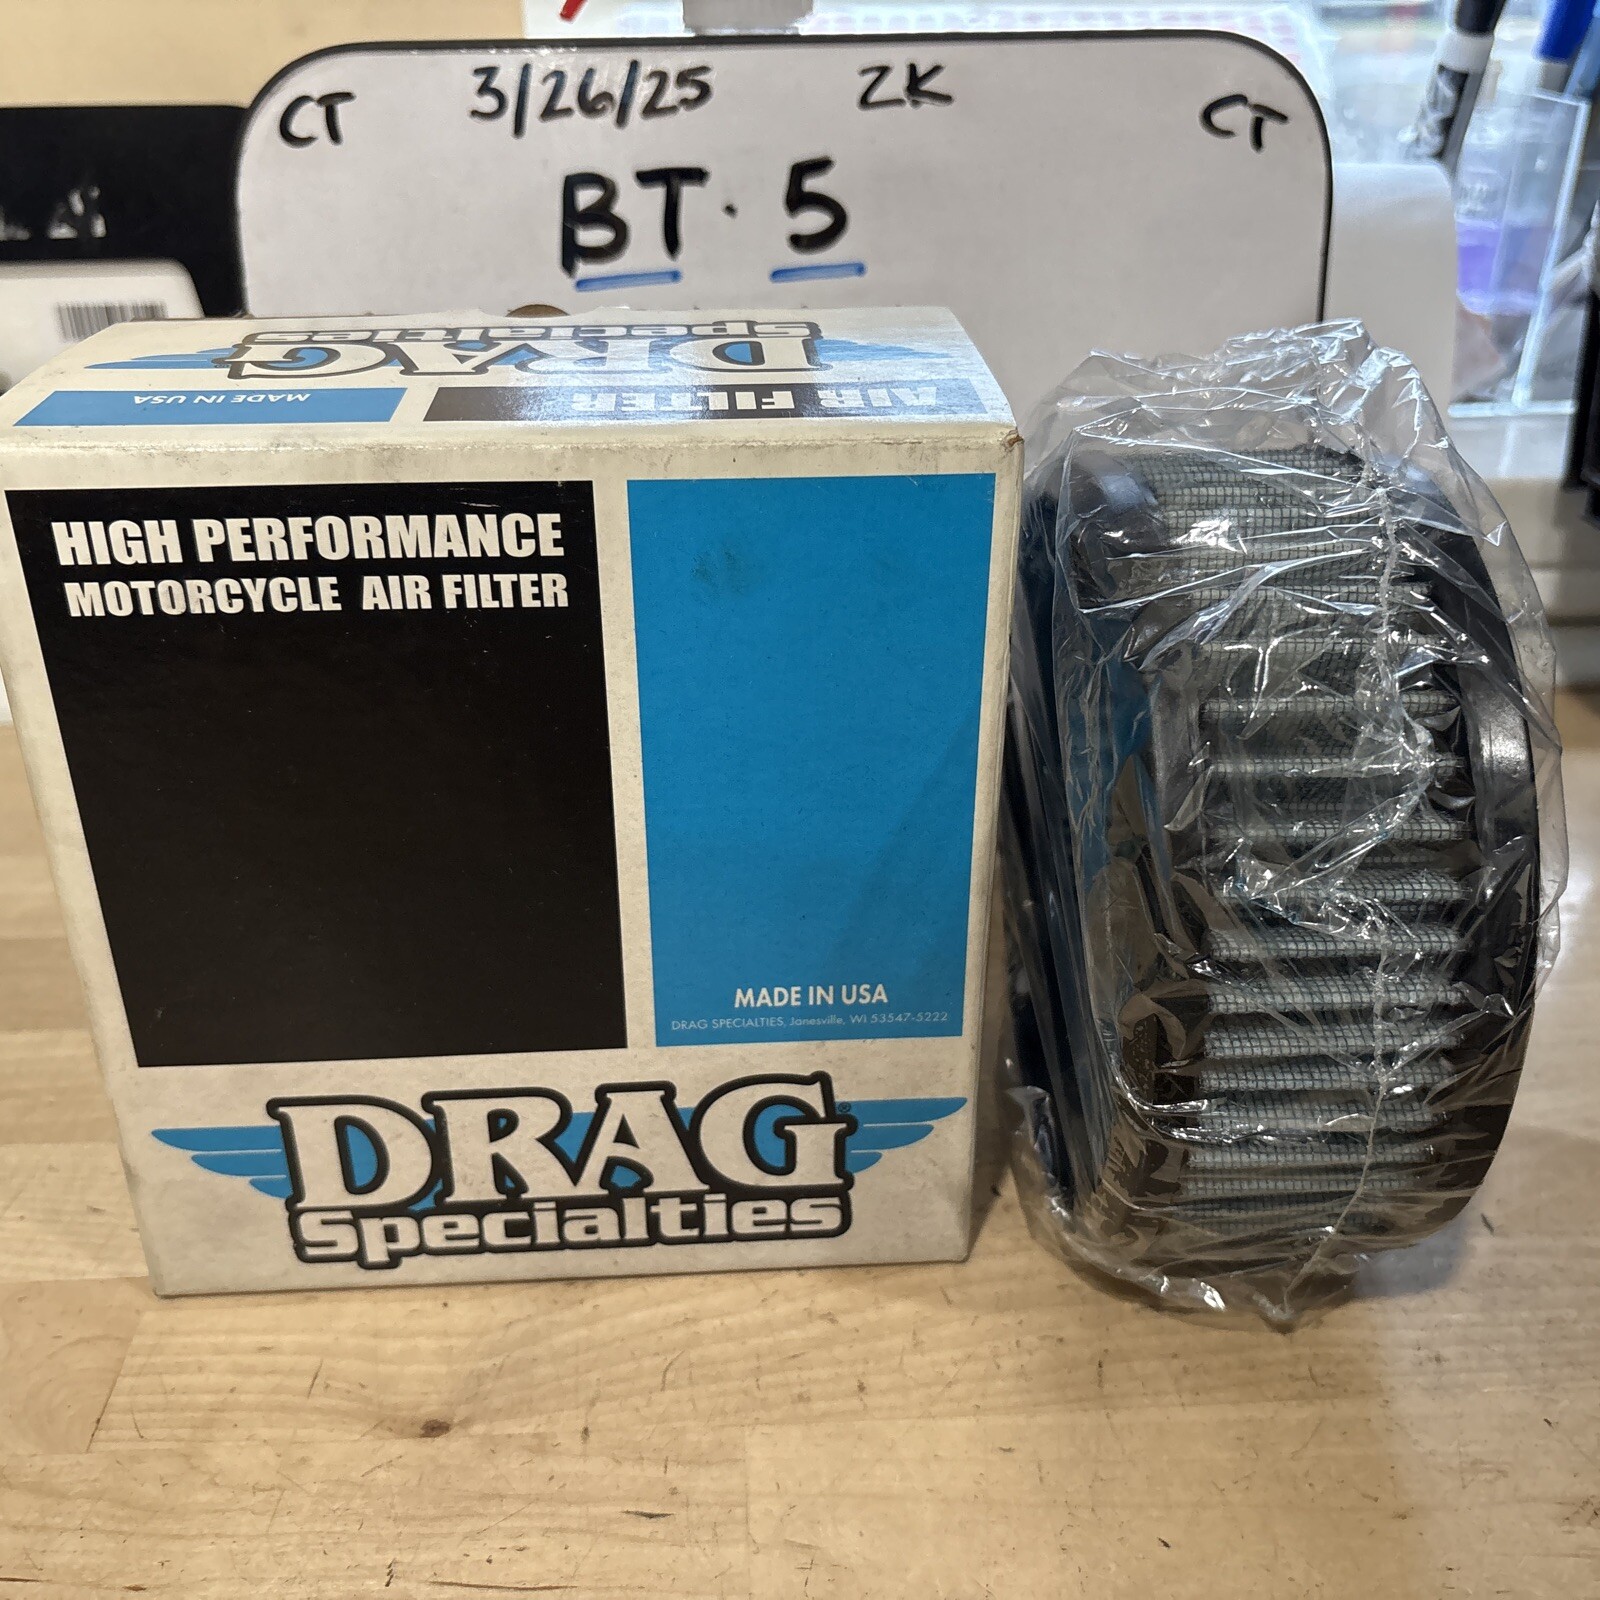 CT 3/26/25 ZK CT
BT. 5
DRAG
Specialties
AIR FILTER
MADE IN USA
HIGH PERFORMANCE
MOTORCYCLE AIR FILTER
MADE IN USA
DRAG SPECIALTIES, Janesville, WI 53547-5222
DRAG®
Specialties